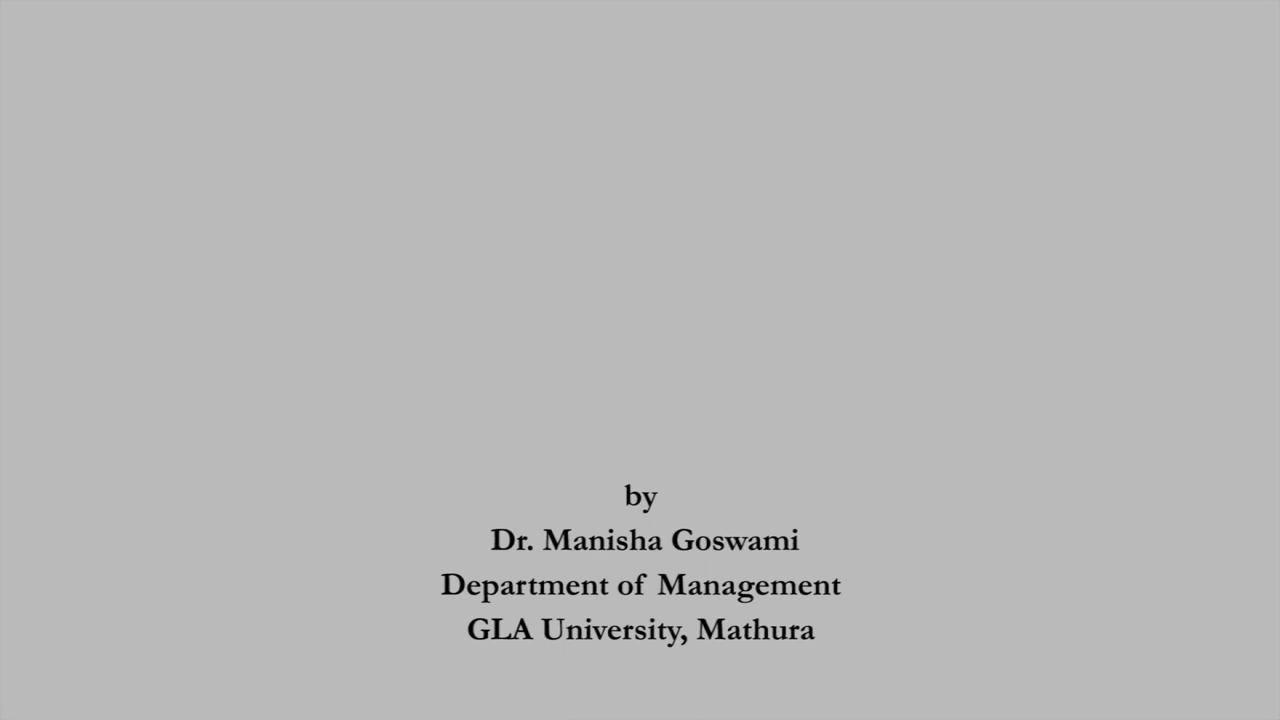 by
Dr. Manisha Goswami
Department of Management
GLA University, Mathura